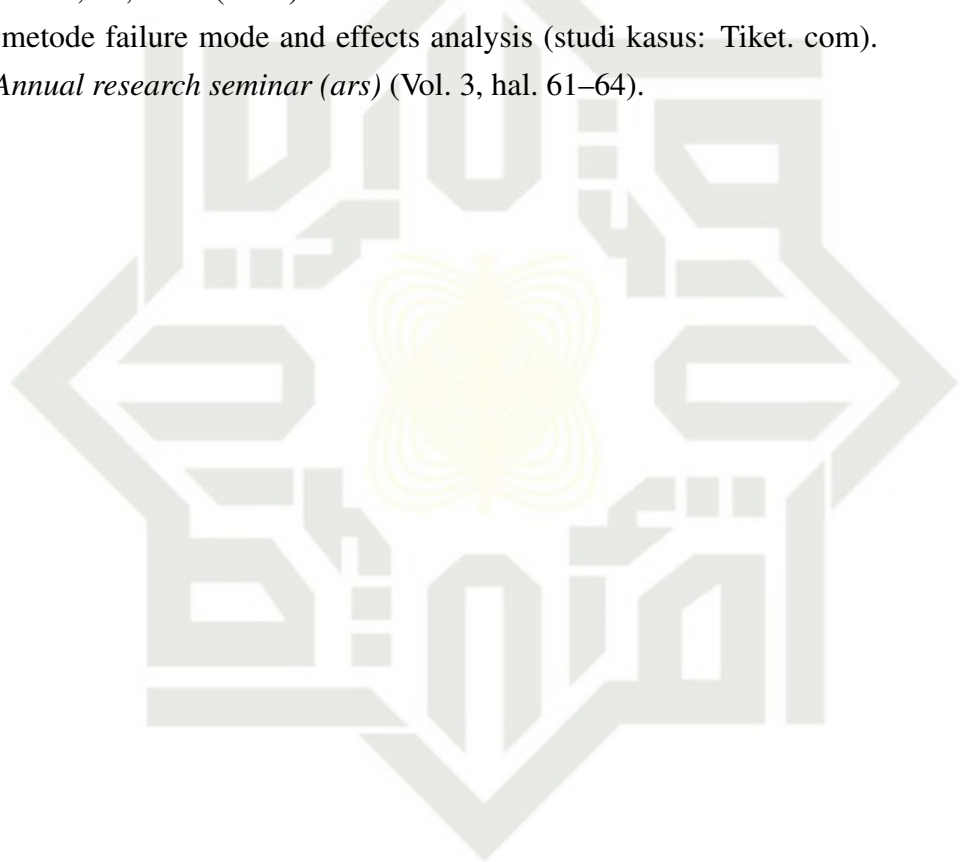 metode failure mode and effects analysis (studi kasus: Tiket. com).
Annual research seminar (ars) (Vol. 3, hal. 61–64).